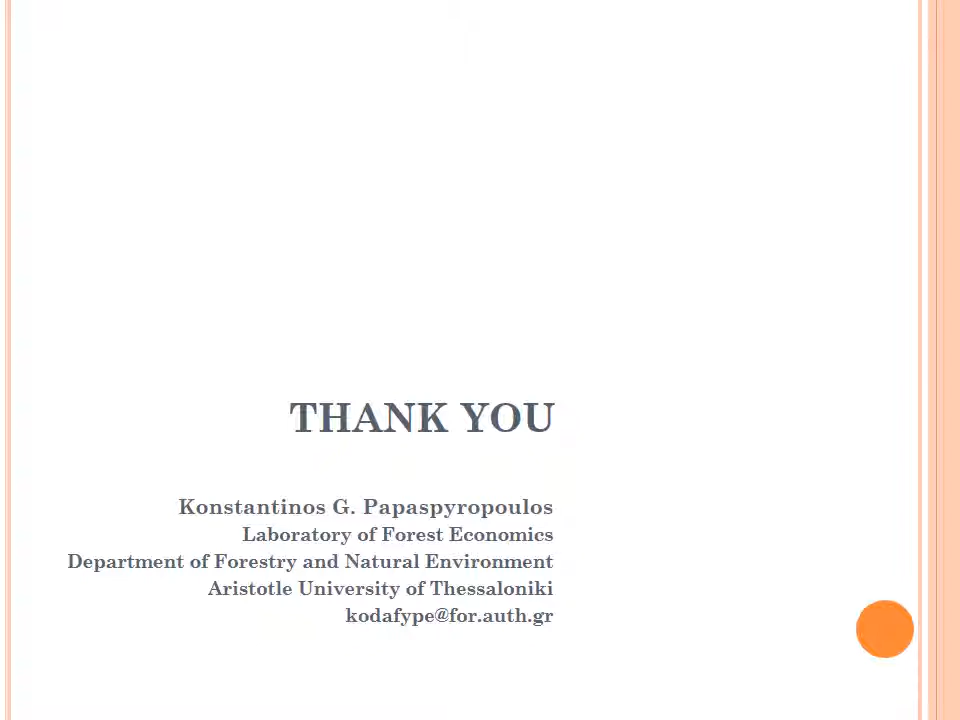 THANK YOU
Konstantinos G. Papaspyropoulos
Laboratory of Forest Economics
Department of Forestry and Natural Environment
Aristotle University of Thessaloniki
kodafype@for.auth.gr